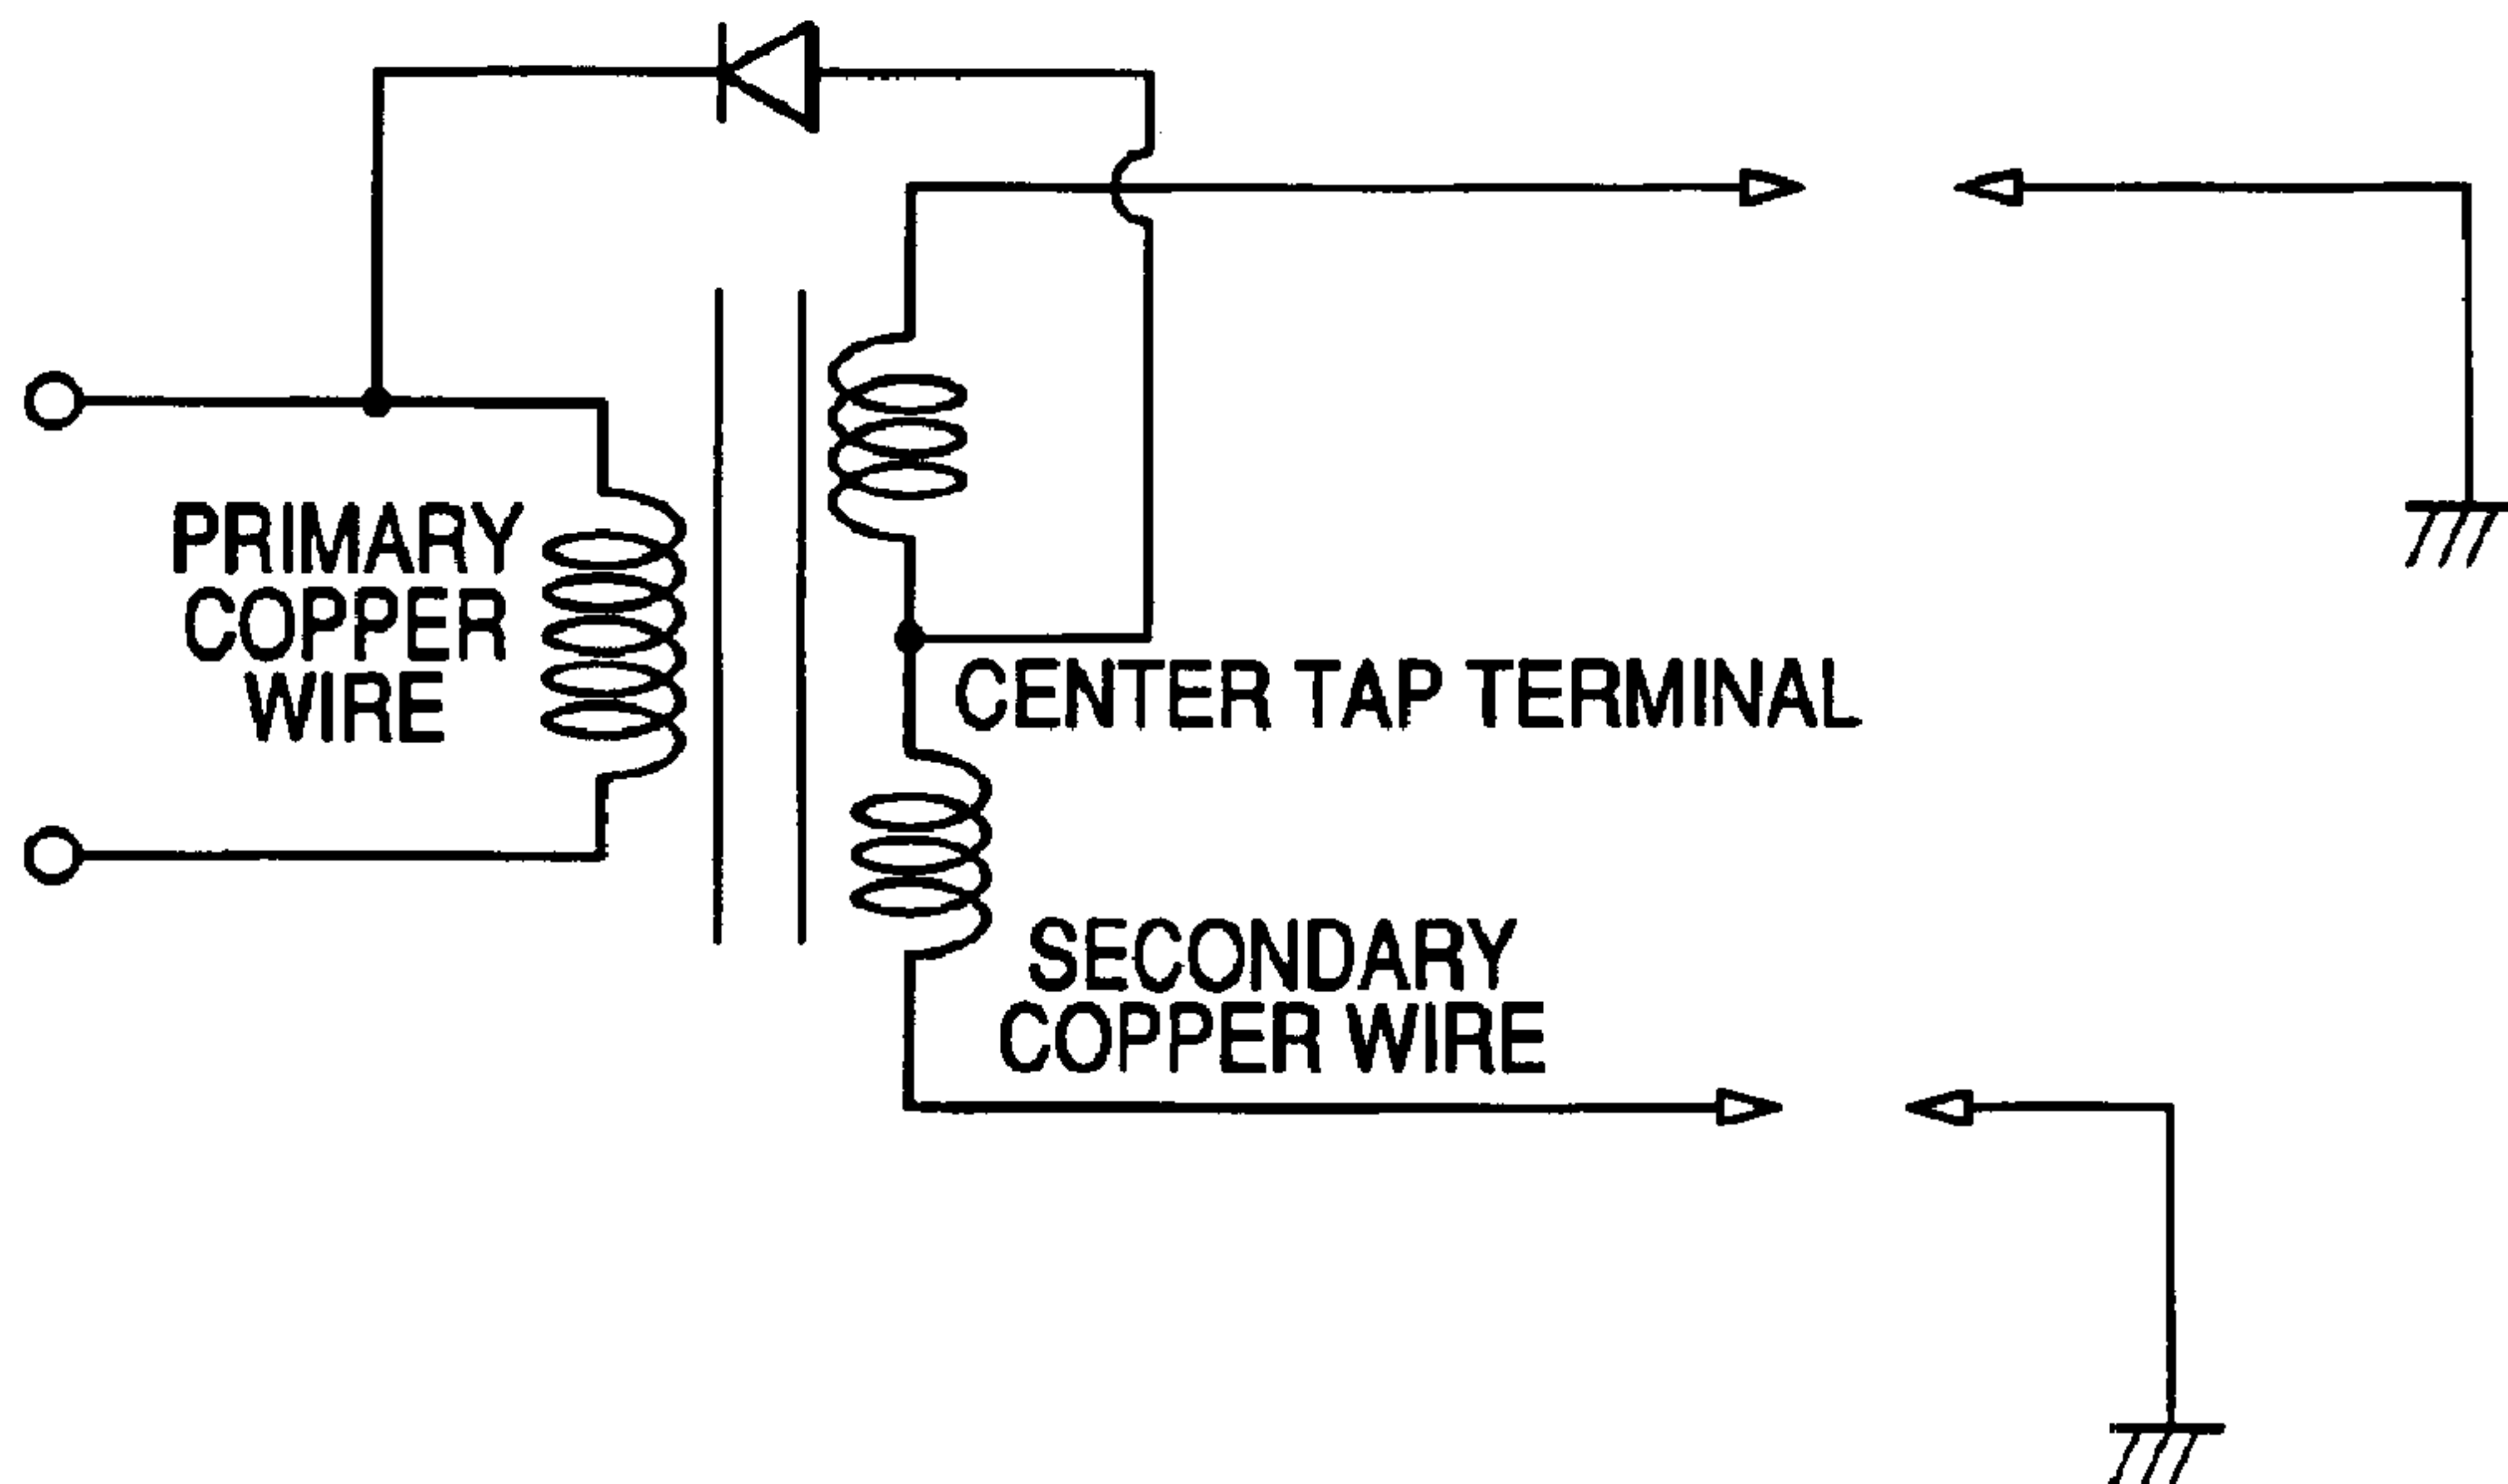 PRIMARY
COPPER
WIRE
CENTER TAP TERMINAL
SECONDARY
COPPER WIRE